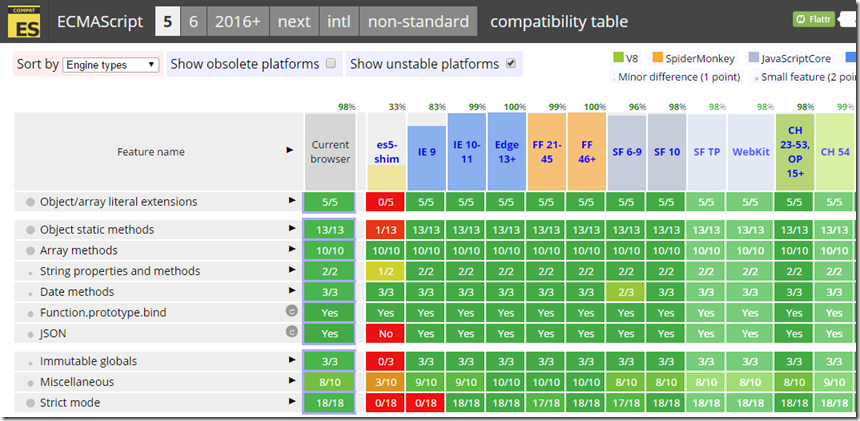 COMPAT
ES
ECMAScript 5 6 2016+ next intl non-standard compatibility table
Flattr
Sort by Engine types Show obsolete platforms Show unstable platforms
V8 SpiderMonkey JavaScriptCore
Minor difference (1 point) Small feature (2 poin
98% 33% 83% 99% 100% 99% 100% 96% 98% 98% 98% 98% 99%
Feature name Current browser es5-shim IE 9 IE 10-11 Edge 13+ FF 21-45 FF 46+ SF 6-9 SF 10 SF TP WebKit CH 23-53, OP 15+ CH 54
Object/array literal extensions 5/5 0/5 5/5 5/5 5/5 5/5 5/5 5/5 5/5 5/5 5/5 5/5 5/5
Object static methods 13/13 1/13 13/13 13/13 13/13 13/13 13/13 13/13 13/13 13/13 13/13 13/13 13/13
Array methods 10/10 10/10 10/10 10/10 10/10 10/10 10/10 10/10 10/10 10/10 10/10 10/10 10/10
String properties and methods 2/2 1/2 2/2 2/2 2/2 2/2 2/2 2/2 2/2 2/2 2/2 2/2 2/2
Date methods 3/3 3/3 3/3 3/3 3/3 3/3 3/3 2/3 3/3 3/3 3/3 3/3 3/3
Function.prototype.bind c Yes Yes Yes Yes Yes Yes Yes Yes Yes Yes Yes Yes Yes
JSON c Yes No Yes Yes Yes Yes Yes Yes Yes Yes Yes Yes Yes
Immutable globals 3/3 0/3 3/3 3/3 3/3 3/3 3/3 3/3 3/3 3/3 3/3 3/3 3/3
Miscellaneous 8/10 3/10 9/10 9/10 10/10 10/10 10/10 8/10 8/10 8/10 8/10 8/10 9/10
Strict mode 18/18 0/18 0/18 18/18 18/18 17/18 18/18 17/18 18/18 18/18 18/18 18/18 18/18